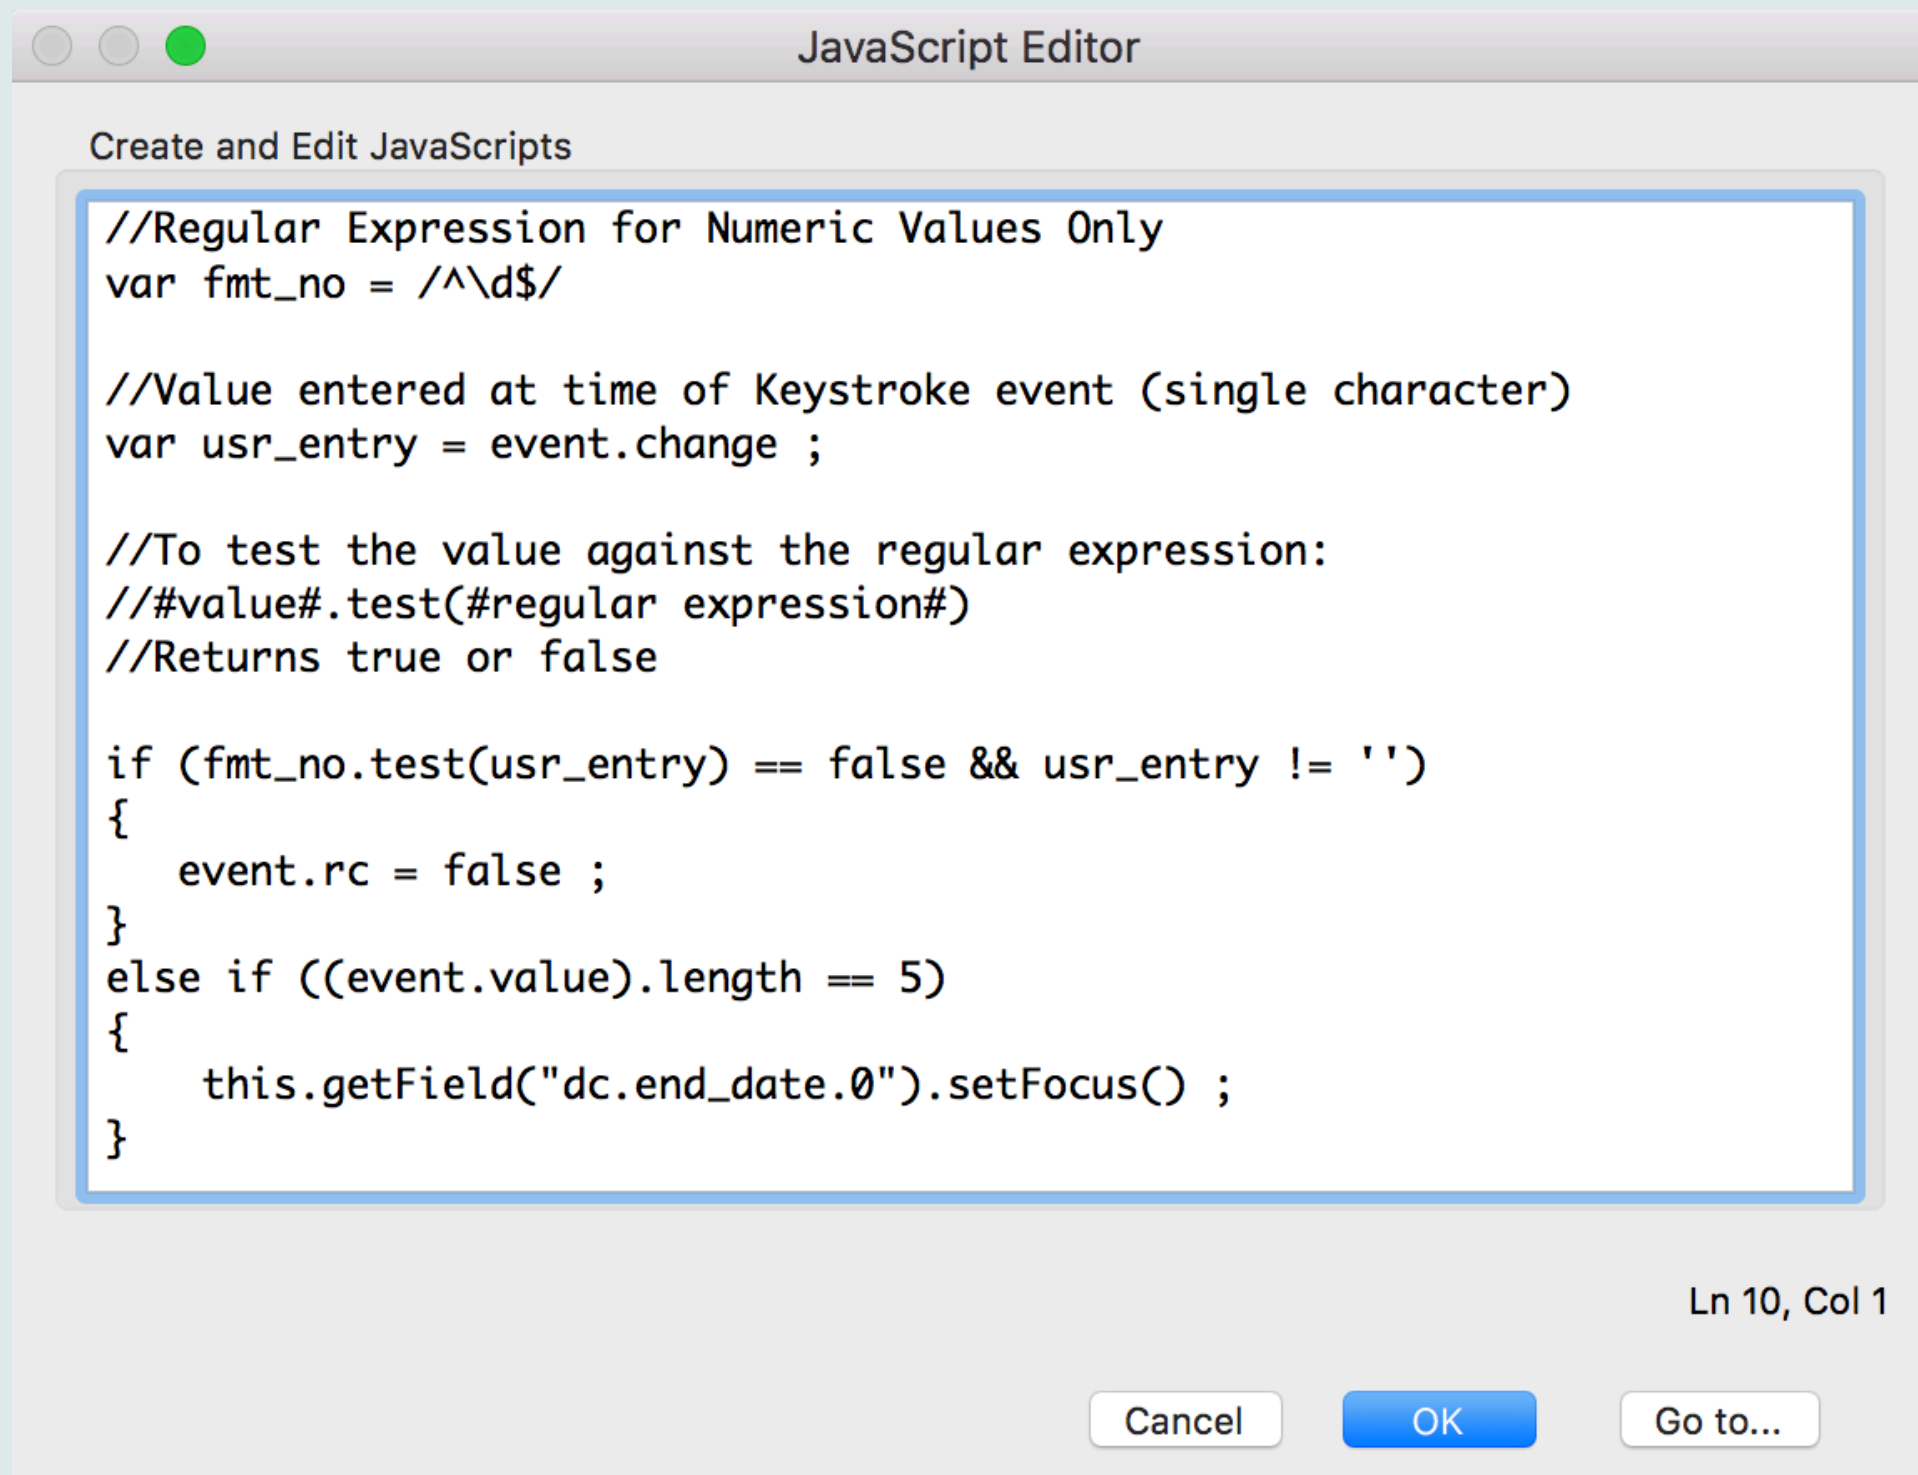 JavaScript Editor
Create and Edit JavaScripts
//Regular Expression for Numeric Values Only
var fmt_no = /^\d$/
//Value entered at time of Keystroke event (single character)
var usr_entry = event.change ;
//To test the value against the regular expression:
//#value#.test(#regular expression#)
//Returns true or false
if (fmt_no.test(usr_entry) == false && usr_entry != '')
{
   event.rc = false ;
}
else if ((event.value).length == 5)
{
    this.getField("dc.end_date.0").setFocus() ;
}
Ln 10, Col 1
Cancel OK Go to...